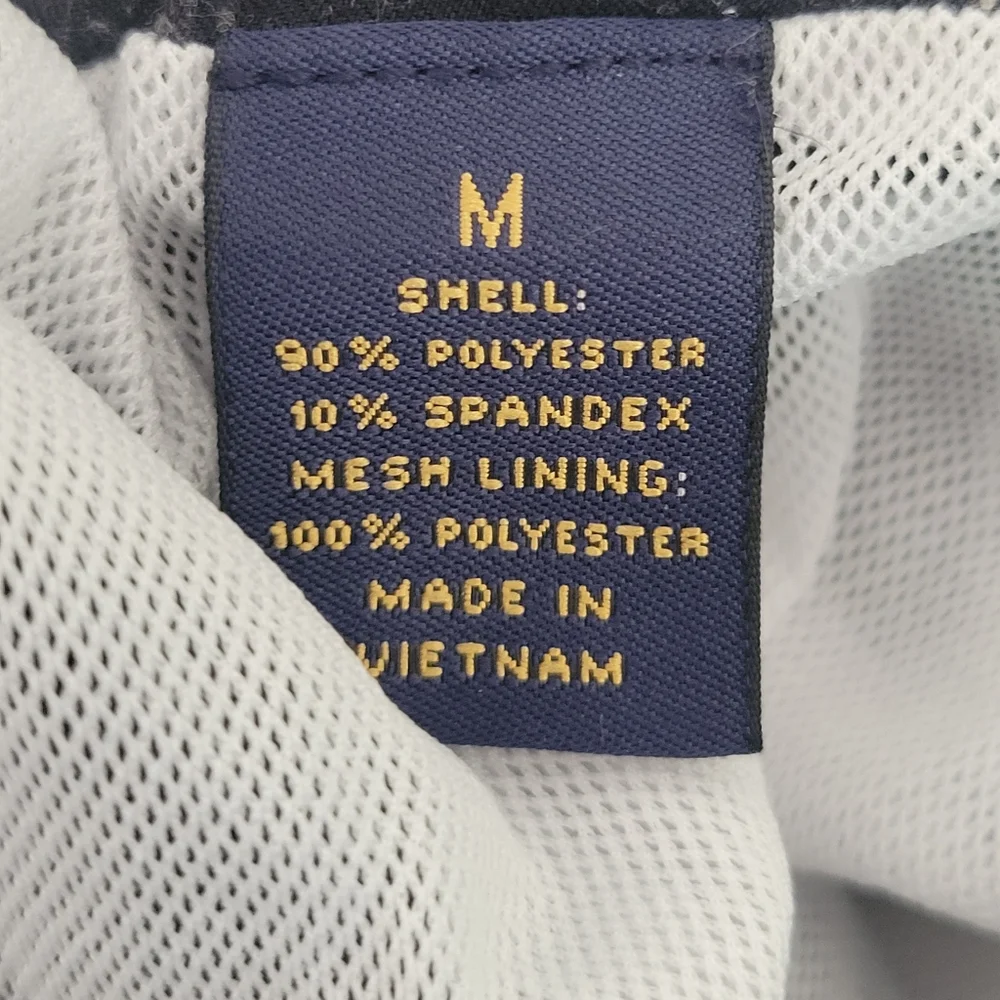 M
SHELL:
90% POLYESTER
10% SPANDEX
MESH LINING:
100% POLYESTER
MADE IN
VIETNAM